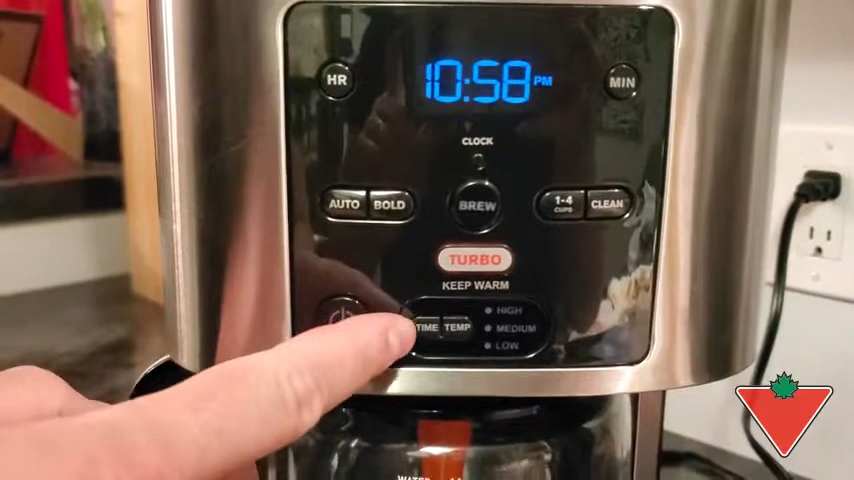 HR
10:58 PM
MIN
CLOCK
AUTO
BOLD
BREW
1-4 CUPS
CLEAN
TURBO
KEEP WARM
TIME
TEMP
HIGH
MEDIUM
LOW